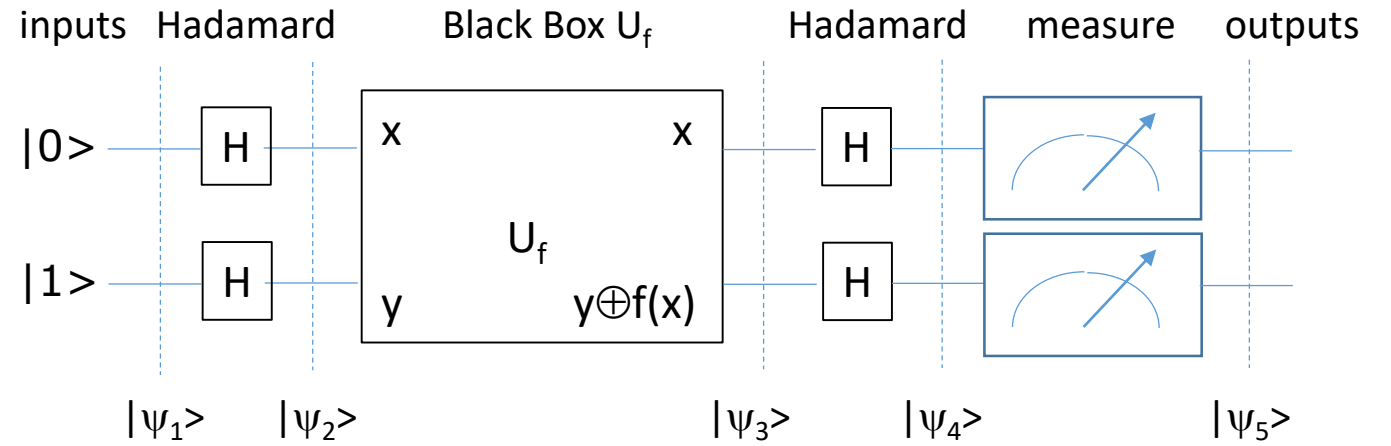 inputs Hadamard Black Box U_f Hadamard measure outputs
|0> H x x H
U_f
|1> H y y⊕f(x) H
|ψ₁> |ψ₂> |ψ₃> |ψ₄> |ψ₅>